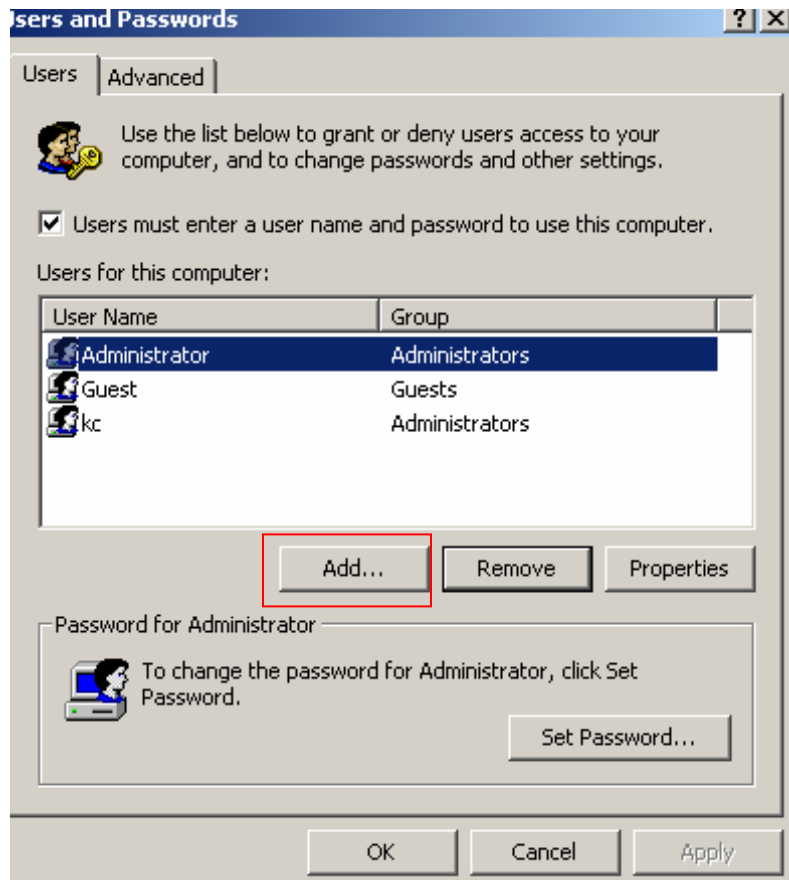 Users and Passwords
Users Advanced
Use the list below to grant or deny users access to your
computer, and to change passwords and other settings.
Users must enter a user name and password to use this computer.
Users for this computer:
User Name Group
Administrator Administrators
Guest Guests
kc Administrators
Add... Remove Properties
Password for Administrator
To change the password for Administrator, click Set
Password.
Set Password...
OK Cancel Apply